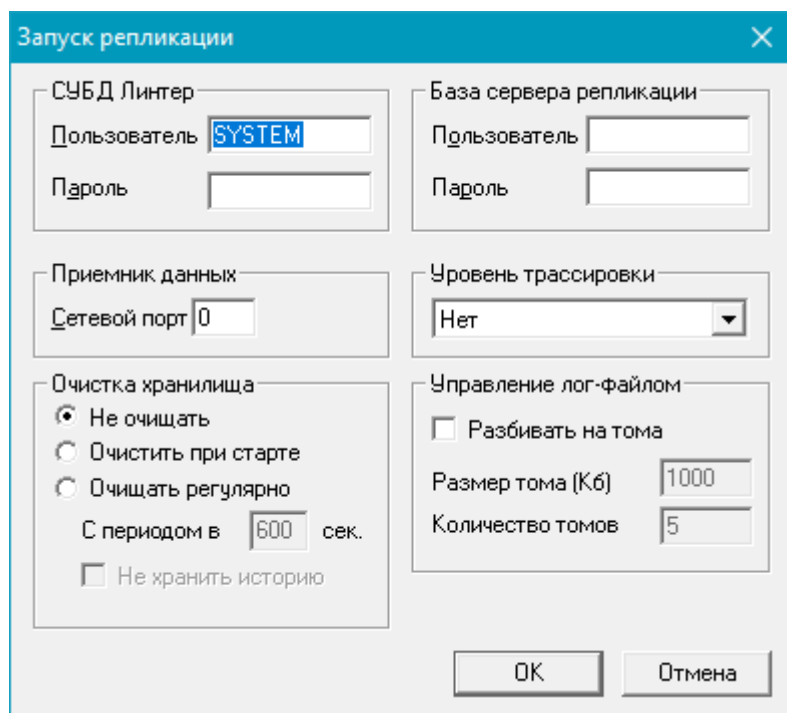 Запуск репликации
СУБД Линтер
Пользователь SYSTEM
Пароль
База сервера репликации
Пользователь
Пароль
Приемник данных
Сетевой порт 0
Уровень трассировки
Нет
Очистка хранилища
Не очищать
Очистить при старте
Очищать регулярно
С периодом в 600 сек.
Не хранить историю
Управление лог-файлом
Разбивать на тома
Размер тома (Кб) 1000
Количество томов 5
OK
Отмена